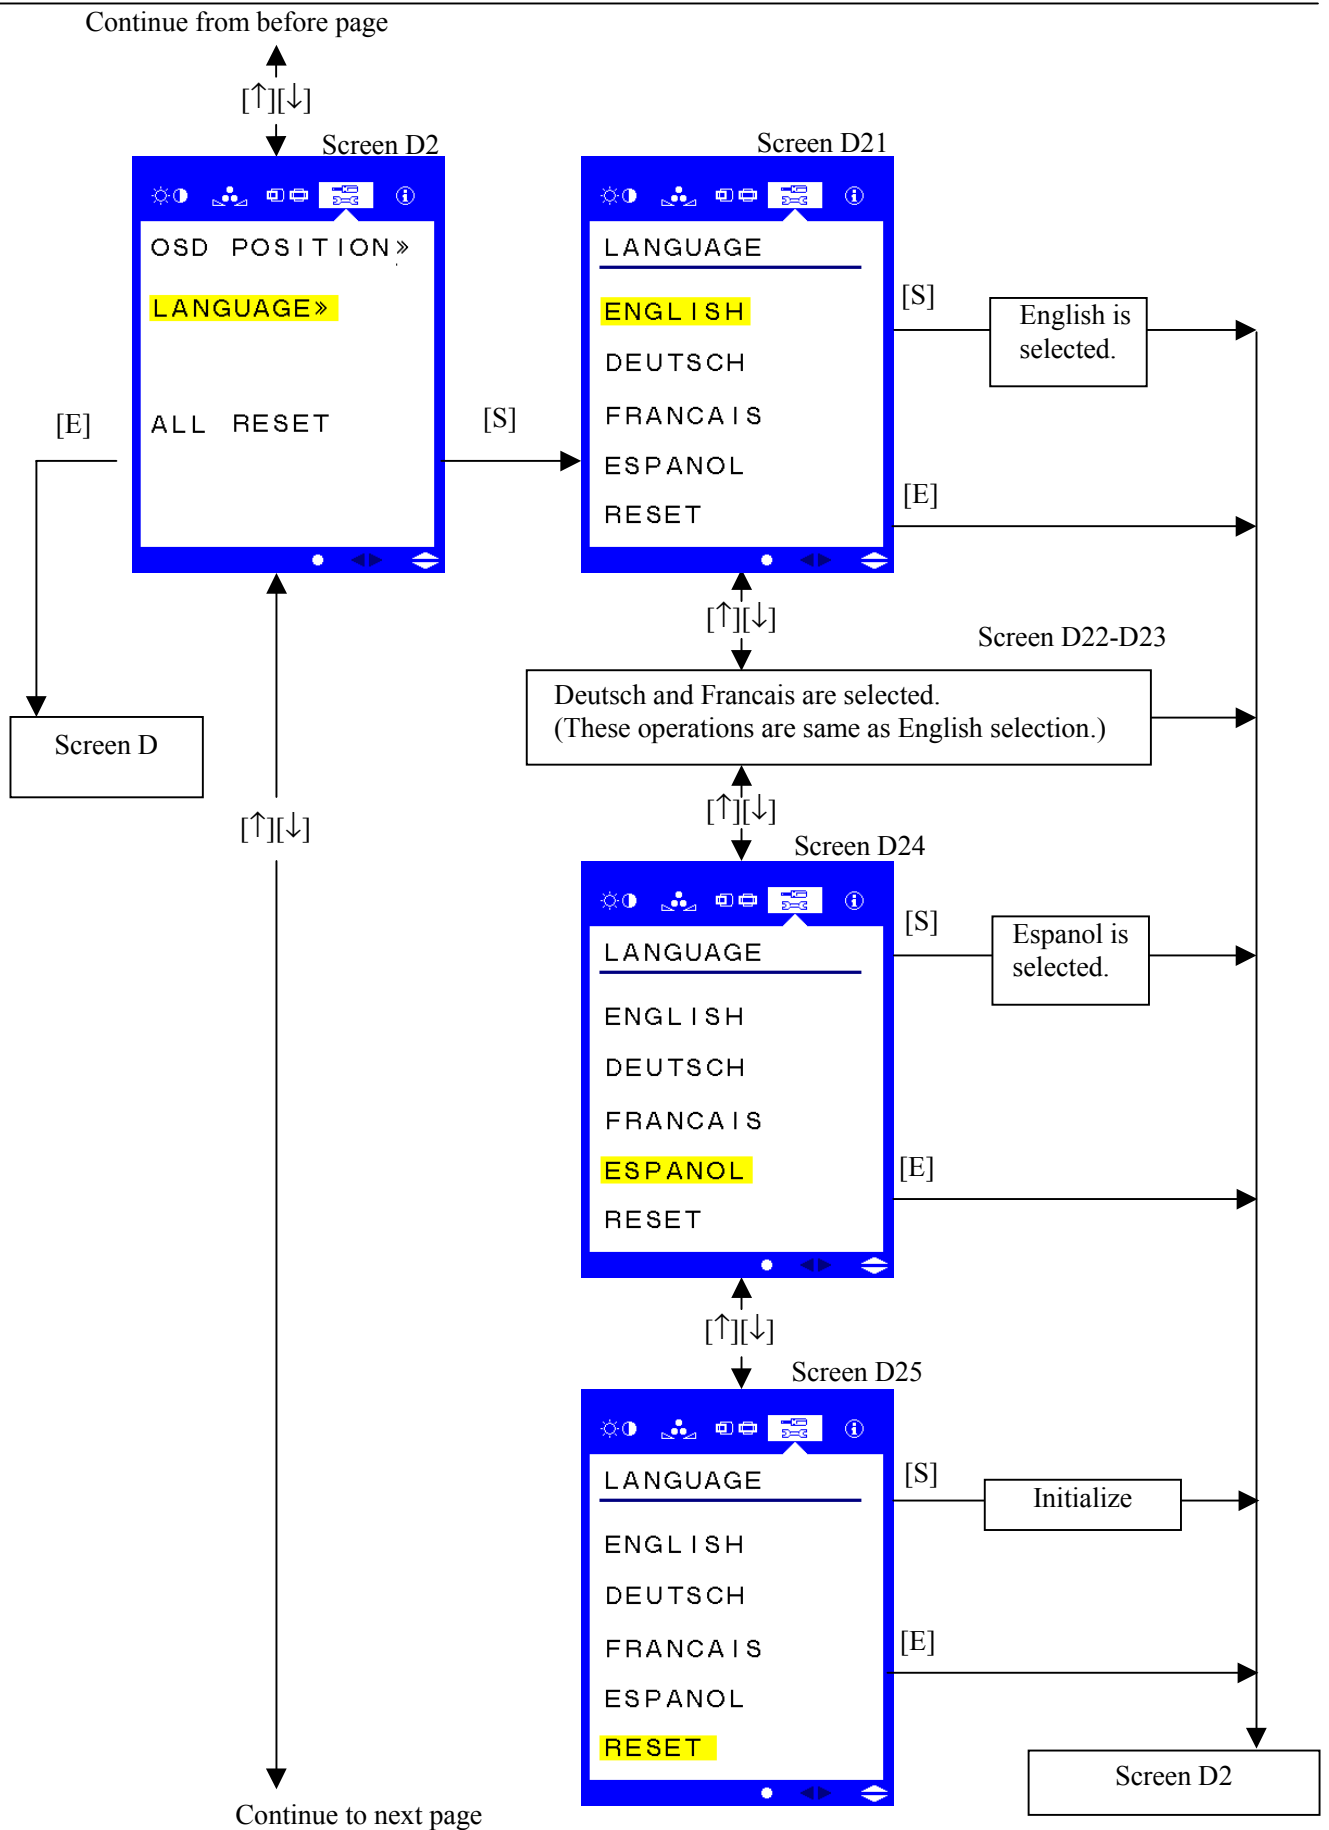 Continue from before page
[↑][↓]
Screen D2
OSD POSITION»
LANGUAGE»
ALL RESET
[E]
[S]
Screen D
[↑][↓]
Continue to next page
Screen D21
LANGUAGE
ENGLISH
DEUTSCH
FRANCAIS
ESPANOL
RESET
[S]
English is
selected.
[E]
[↑][↓]
Screen D22-D23
Deutsch and Francais are selected.
(These operations are same as English selection.)
[↑][↓]
Screen D24
LANGUAGE
ENGLISH
DEUTSCH
FRANCAIS
ESPANOL
RESET
[S]
Espanol is
selected.
[E]
[↑][↓]
Screen D25
LANGUAGE
ENGLISH
DEUTSCH
FRANCAIS
ESPANOL
RESET
[S]
Initialize
[E]
Screen D2